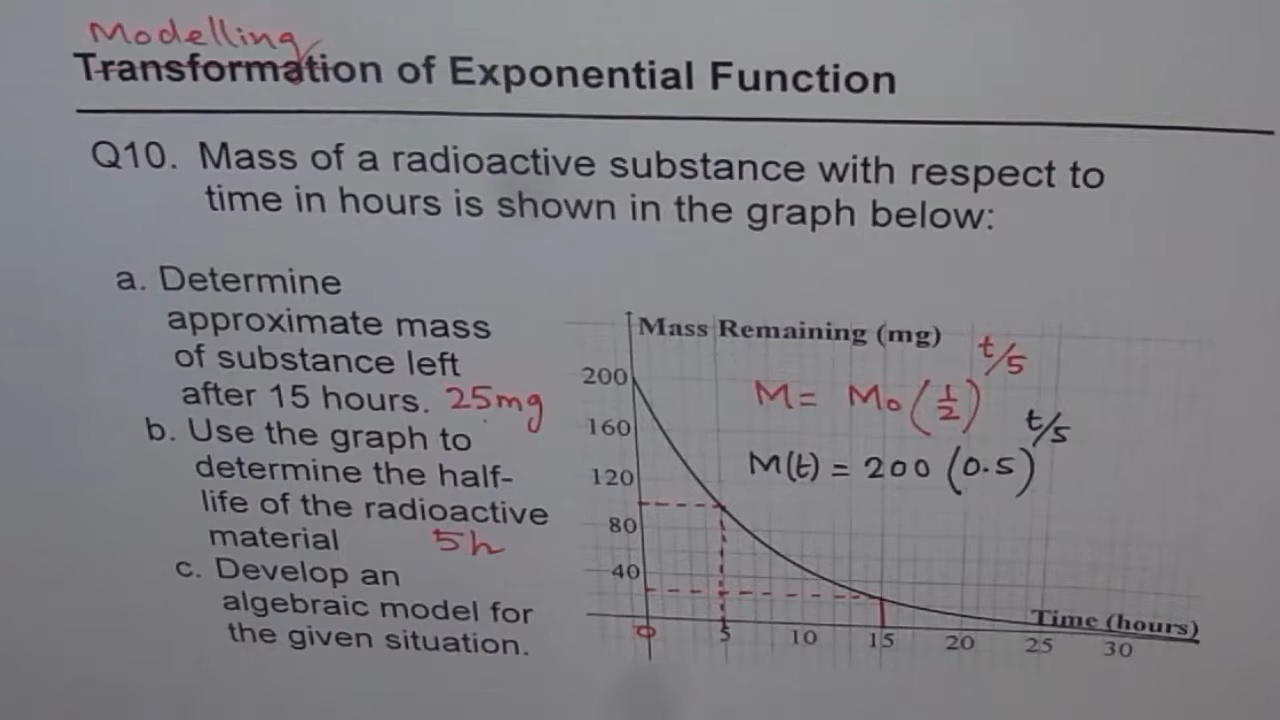 Modelling
Transformation of Exponential Function
Q10. Mass of a radioactive substance with respect to
time in hours is shown in the graph below:
a. Determine
approximate mass
of substance left
after 15 hours. 25mg
b. Use the graph to
determine the half-
life of the radioactive
material 5h
c. Develop an
algebraic model for
the given situation.
Mass Remaining (mg)
200
160
120
80
40
M = M₀(1/2)^t/5
M(t) = 200 (0.5)^t/5
Time (hours)
0 5 10 15 20 25 30